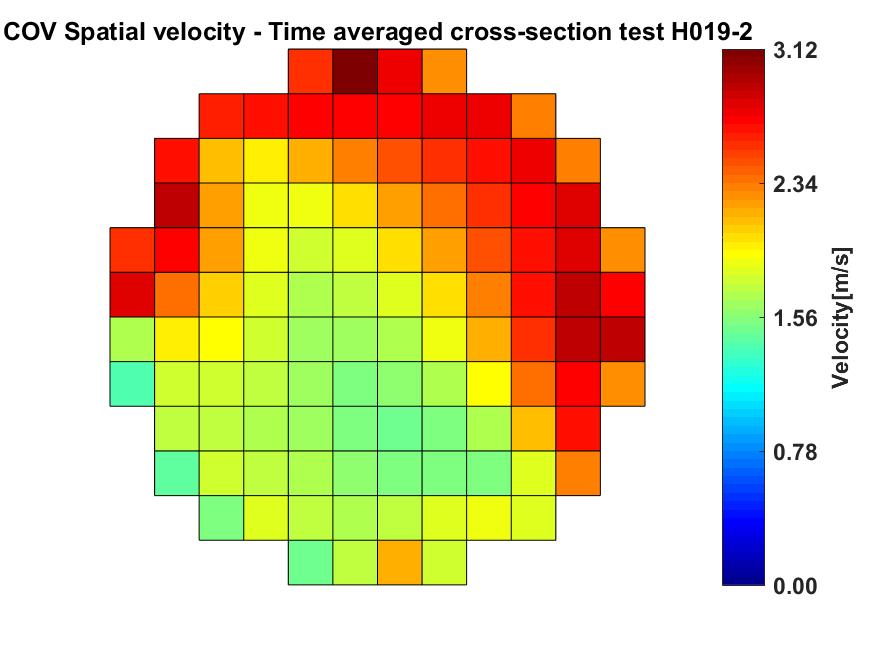 COV Spatial velocity - Time averaged cross-section test H019-2
3.12
2.34
1.56
0.78
0.00
Velocity[m/s]